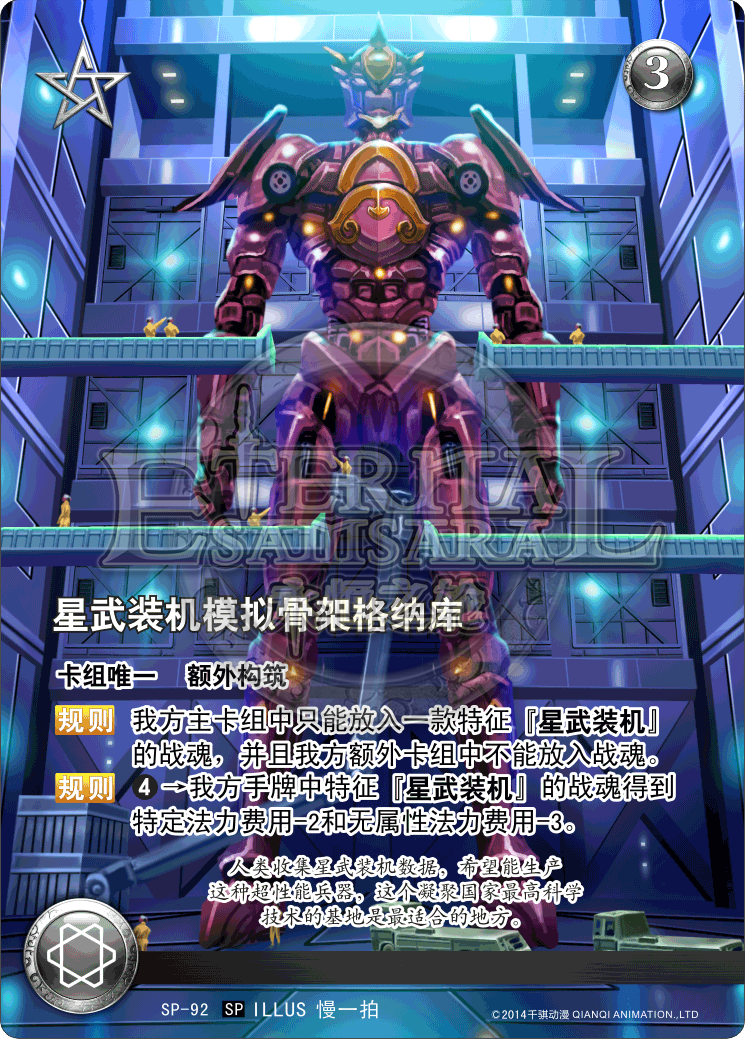 3
ETERNAL
SAMSARA
星武装机模拟骨架格纳库
卡组唯一 额外构筑
规则 我方主卡组中只能放入一款特征『星武装机』
的战魂，并且我方额外卡组中不能放入战魂。
规则 4→我方手牌中特征『星武装机』的战魂得到
特定法力费用-2和无属性法力费用-3。
人类收集星武装机数据，希望能生产
这种超性能兵器，这个凝聚国家最高科学
技术的基地是最适合的地方。
SP-92 SP ILLUS 慢一拍
©2014千骐动漫 QIANQI ANIMATION.,LTD